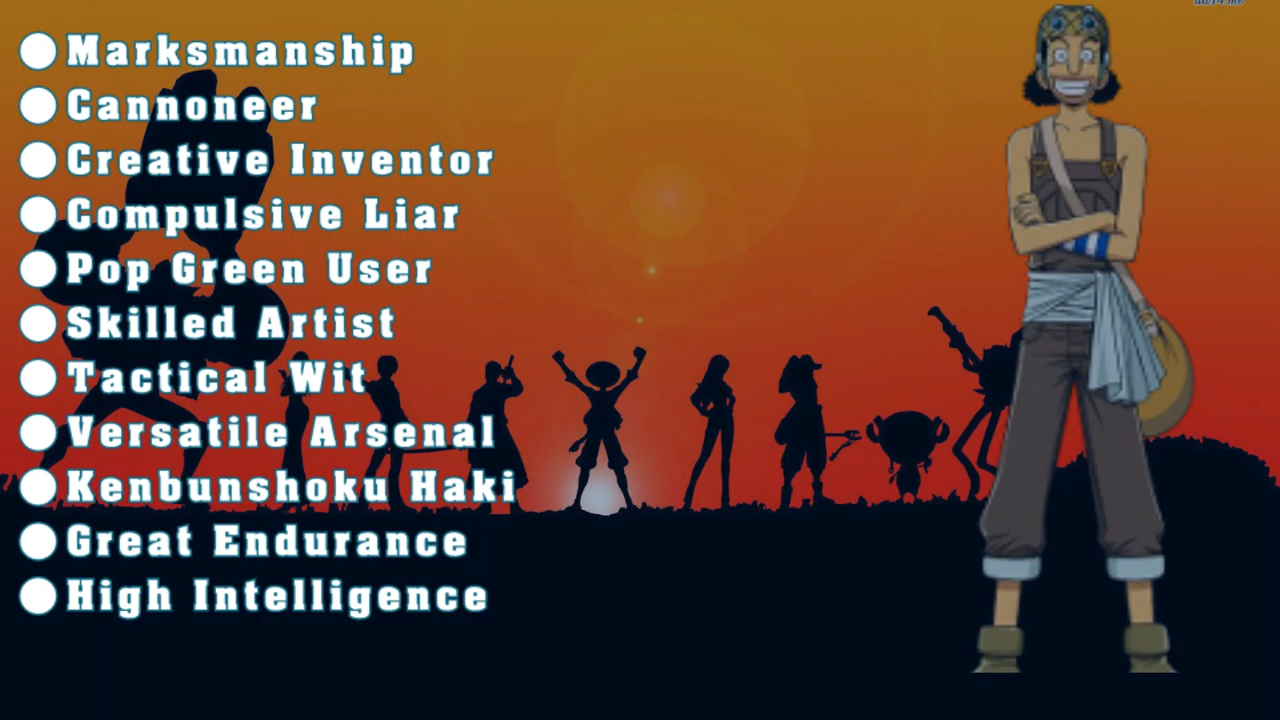 Marksmanship
Cannoneer
Creative Inventor
Compulsive Liar
Pop Green User
Skilled Artist
Tactical Wit
Versatile Arsenal
Kenbunshoku Haki
Great Endurance
High Intelligence